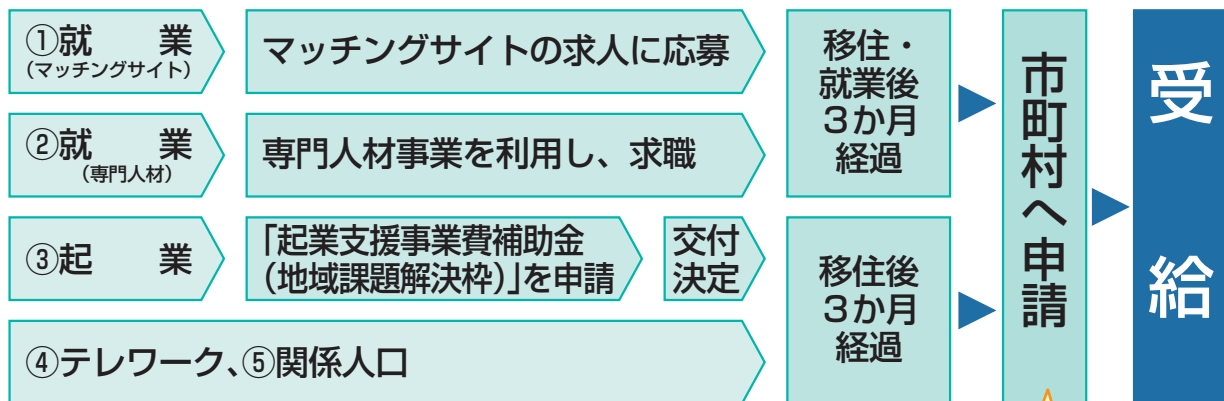 ①就　業
(マッチングサイト)
マッチングサイトの求人に応募
②就　業
(専門人材)
専門人材事業を利用し、求職
移住・
就業後
３か月
経過
③起　業
「起業支援事業費補助金
(地域課題解決枠)」を申請
交付
決定
④テレワーク、⑤関係人口
移住後
３か月
経過
市町村へ申請
受給